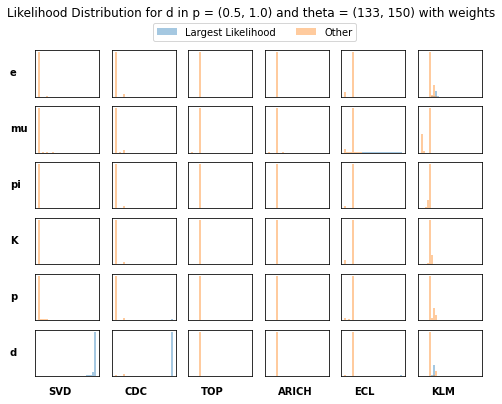 Likelihood Distribution for d in p = (0.5, 1.0) and theta = (133, 150) with weights
Largest Likelihood Other
e
mu
pi
K
p
d
SVD CDC TOP ARICH ECL KLM